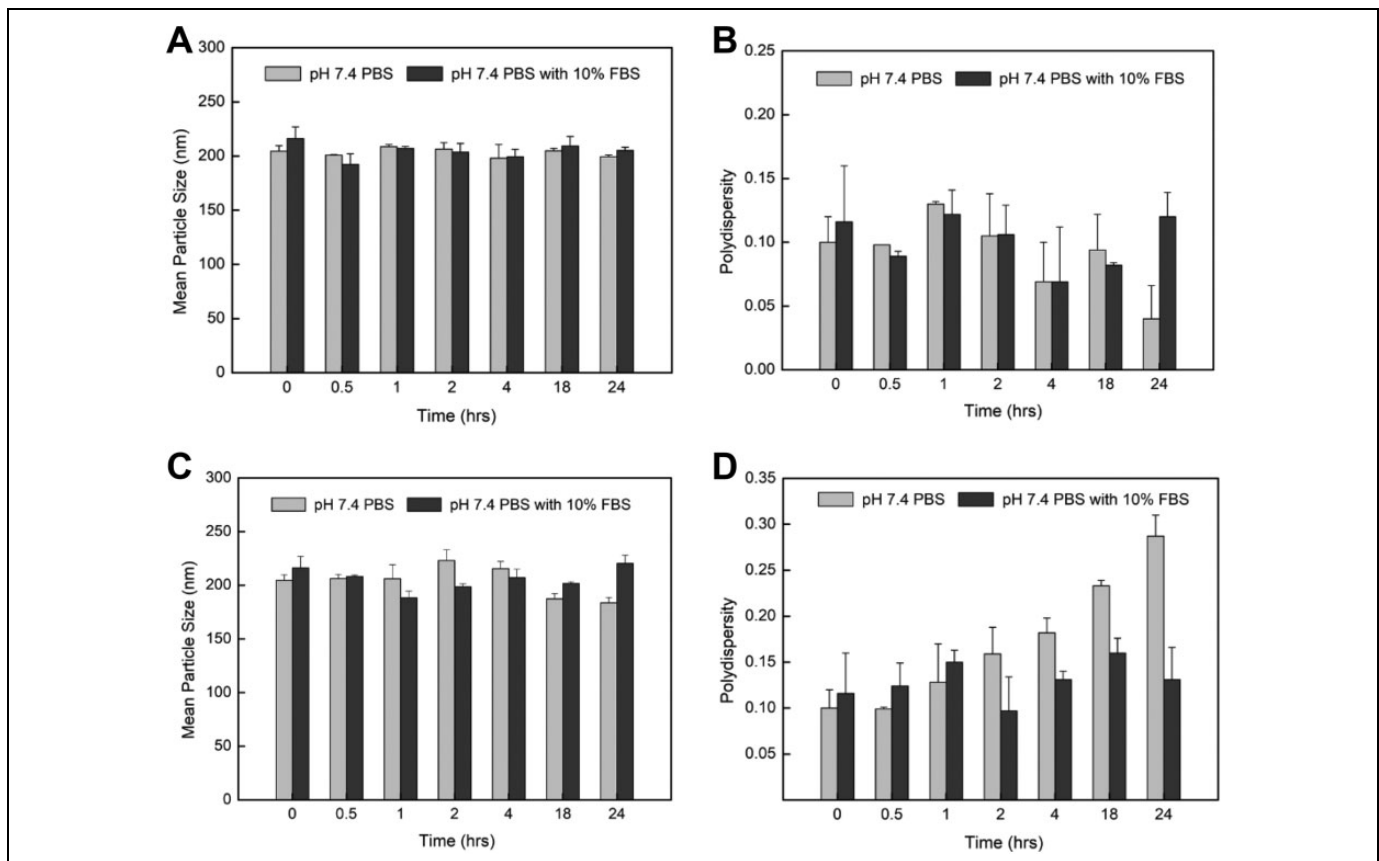 A
300
250
200
150
100
50
0
Mean Particle Size (nm)
pH 7.4 PBS
pH 7.4 PBS with 10% FBS
0 0.5 1 2 4 18 24
Time (hrs)
B
0.25
0.20
0.15
0.10
0.05
0.00
Polydispersity
pH 7.4 PBS
pH 7.4 PBS with 10% FBS
0 0.5 1 2 4 18 24
Time (hrs)
C
300
250
200
150
100
50
0
Mean Particle Size (nm)
pH 7.4 PBS
pH 7.4 PBS with 10% FBS
0 0.5 1 2 4 18 24
Time (hrs)
D
0.35
0.30
0.25
0.20
0.15
0.10
0.05
Polydispersity
pH 7.4 PBS
pH 7.4 PBS with 10% FBS
0 0.5 1 2 4 18 24
Time (hrs)